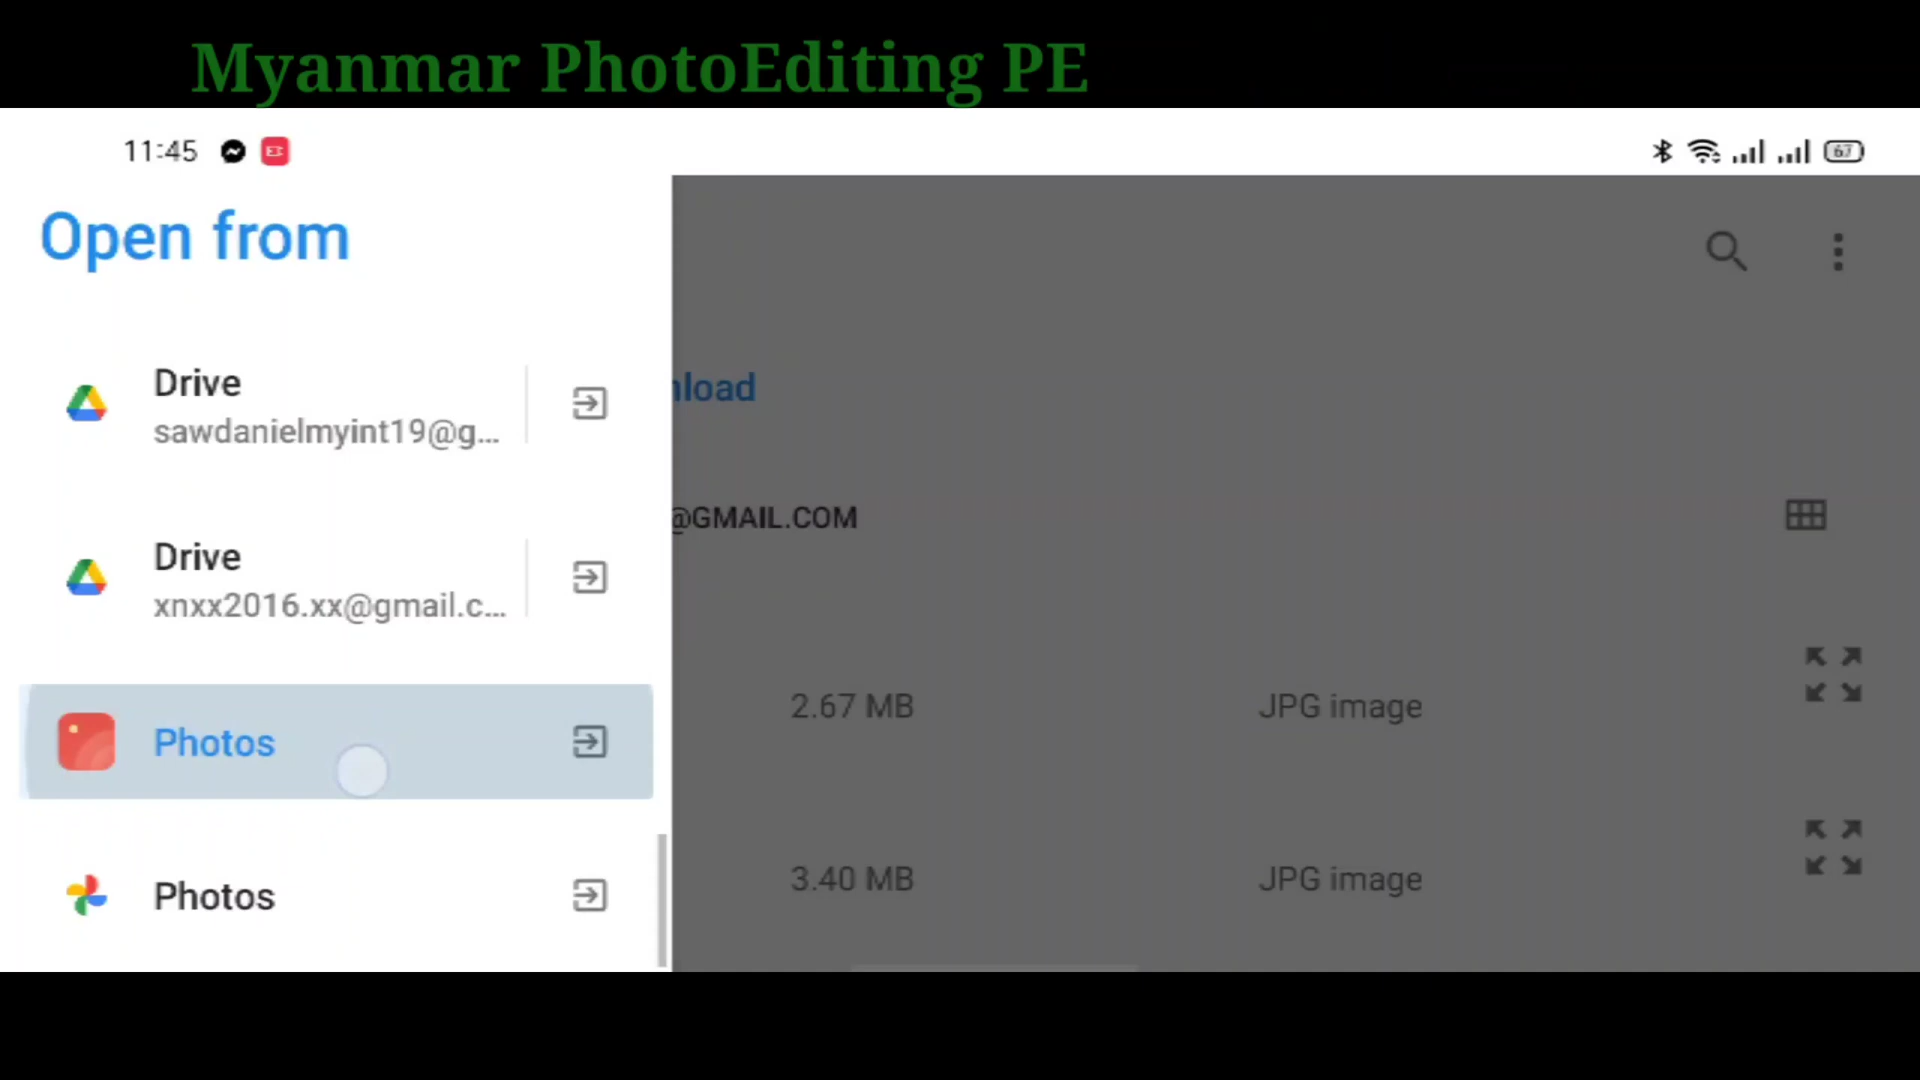 Myanmar PhotoEditing PE
11:45
67
Open from
Drive
sawdanielmyint19@g...
Drive
xnxx2016.xx@gmail.c...
Photos
Photos
nload
@GMAIL.COM
2.67 MB JPG image
3.40 MB JPG image